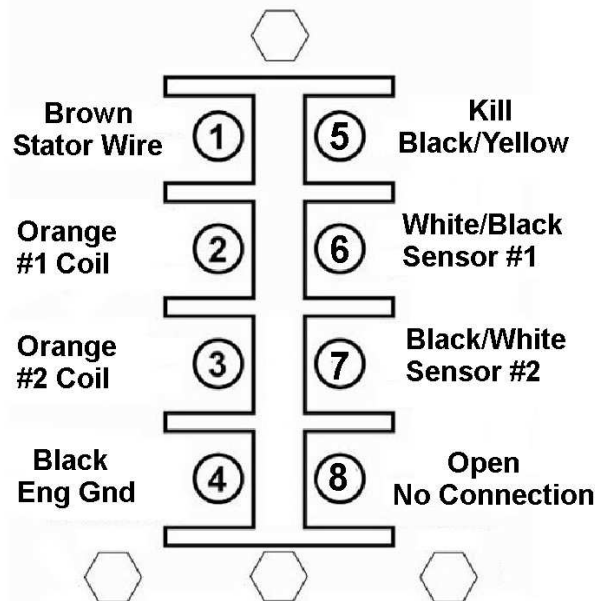 Brown
Stator Wire
1
5
Kill
Black/Yellow
Orange
#1 Coil
2
6
White/Black
Sensor #1
Orange
#2 Coil
3
7
Black/White
Sensor #2
Black
Eng Gnd
4
8
Open
No Connection